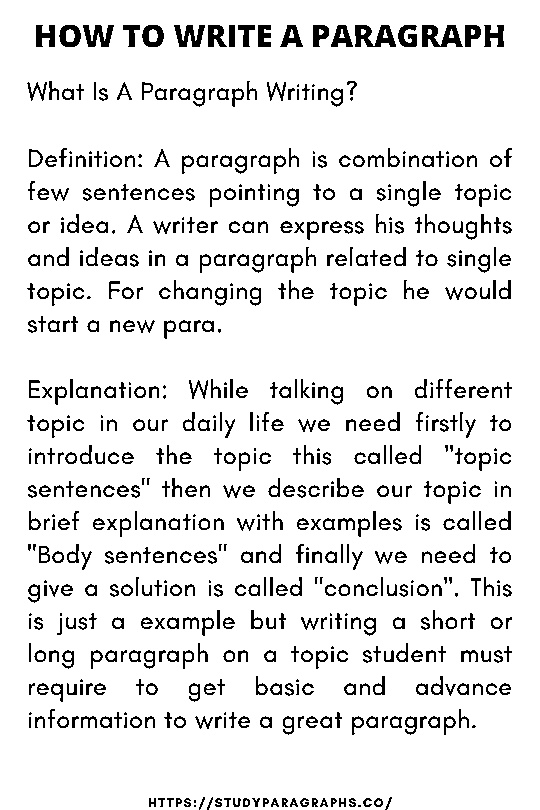 HOW TO WRITE A PARAGRAPH
What Is A Paragraph Writing?
Definition: A paragraph is combination of
few sentences pointing to a single topic
or idea. A writer can express his thoughts
and ideas in a paragraph related to single
topic. For changing the topic he would
start a new para.
Explanation: While talking on different
topic in our daily life we need firstly to
introduce the topic this called "topic
sentences" then we describe our topic in
brief explanation with examples is called
"Body sentences" and finally we need to
give a solution is called "conclusion". This
is just a example but writing a short or
long paragraph on a topic student must
require to get basic and advance
information to write a great paragraph.
HTTPS://STUDYPARAGRAPHS.CO/